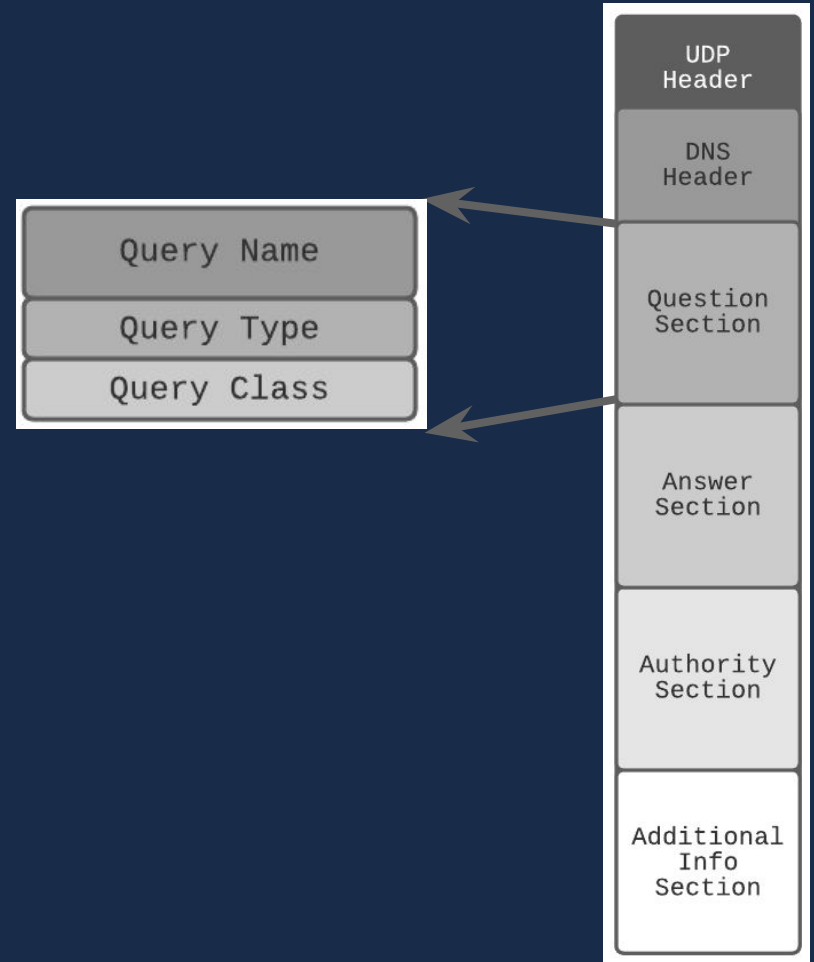 UDP
Header
DNS
Header
Query Name
Query Type
Query Class
Question
Section
Answer
Section
Authority
Section
Additional
Info
Section